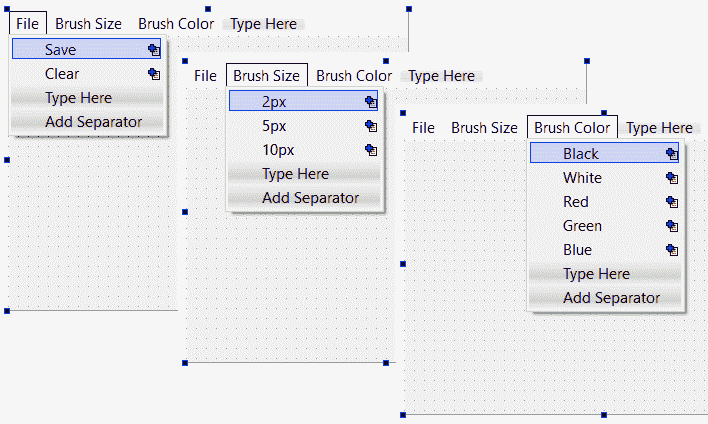 File Brush Size Brush Color Type Here
Save
Clear
Type Here
Add Separator
File Brush Size Brush Color Type Here
2px
5px
10px
Type Here
Add Separator
File Brush Size Brush Color Type Here
Black
White
Red
Green
Blue
Type Here
Add Separator